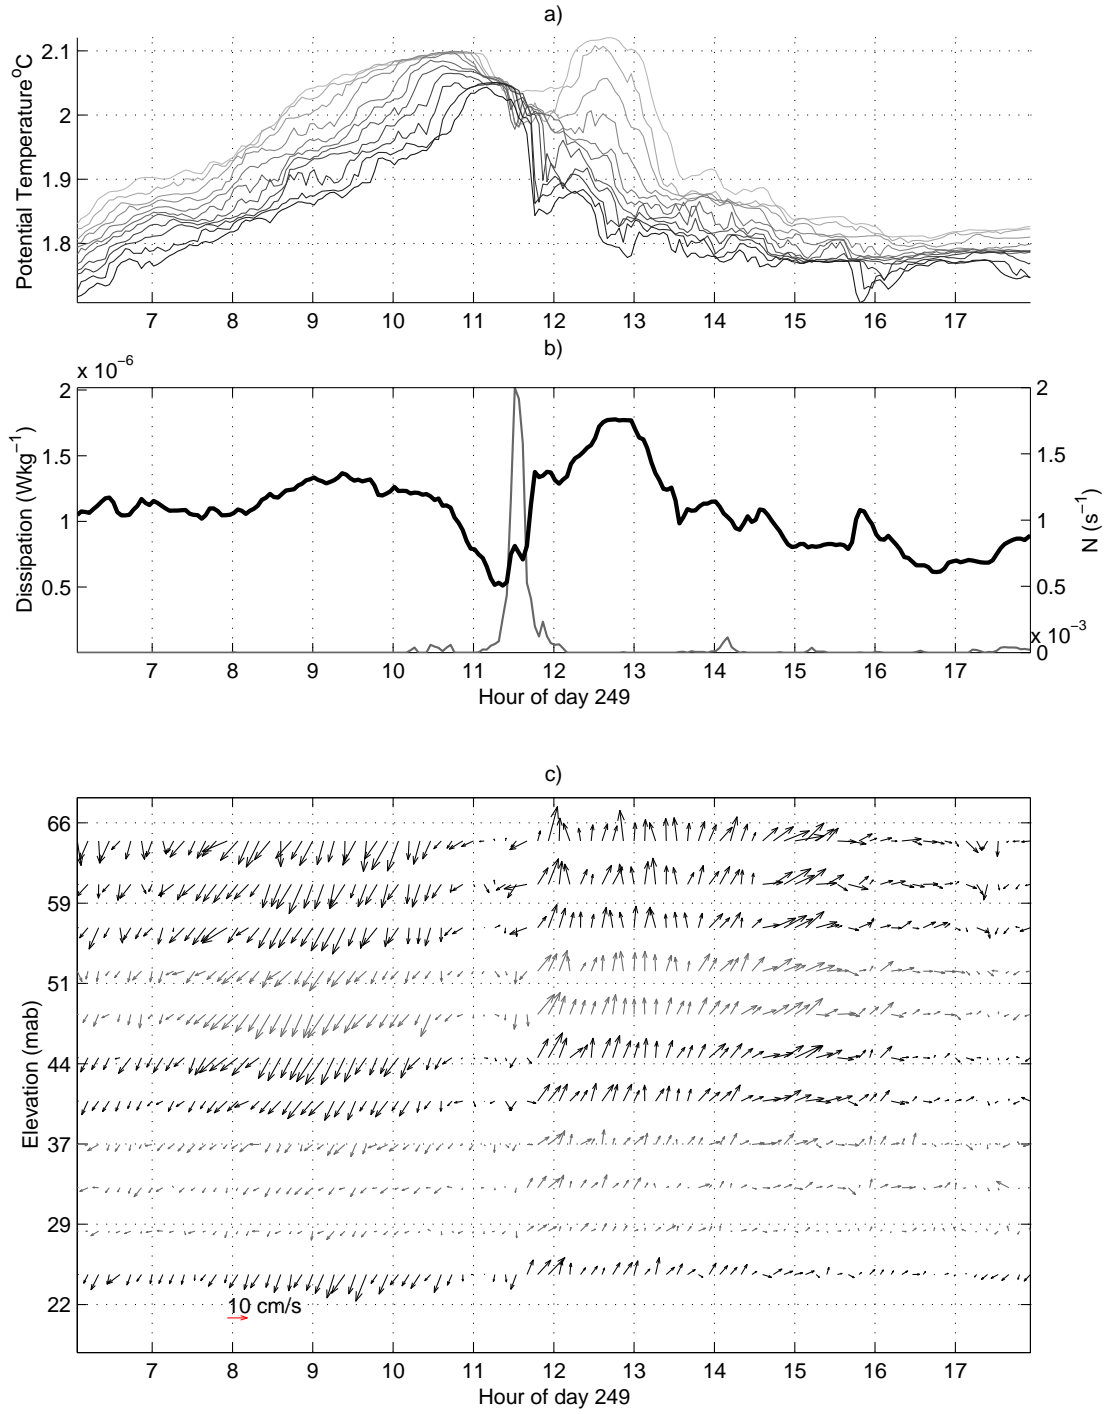 a)
Potential Temperature°C
2.1
2
1.9
1.8
7 8 9 10 11 12 13 14 15 16 17
b)
x 10⁻⁶
Dissipation (Wkg⁻¹)
2
1.5
1
0.5
2
1.5
1
0.5
0
x 10⁻³
N (s⁻¹)
7 8 9 10 11 12 13 14 15 16 17
Hour of day 249
c)
Elevation (mab)
66
59
51
44
37
29
22
10 cm/s
7 8 9 10 11 12 13 14 15 16 17
Hour of day 249